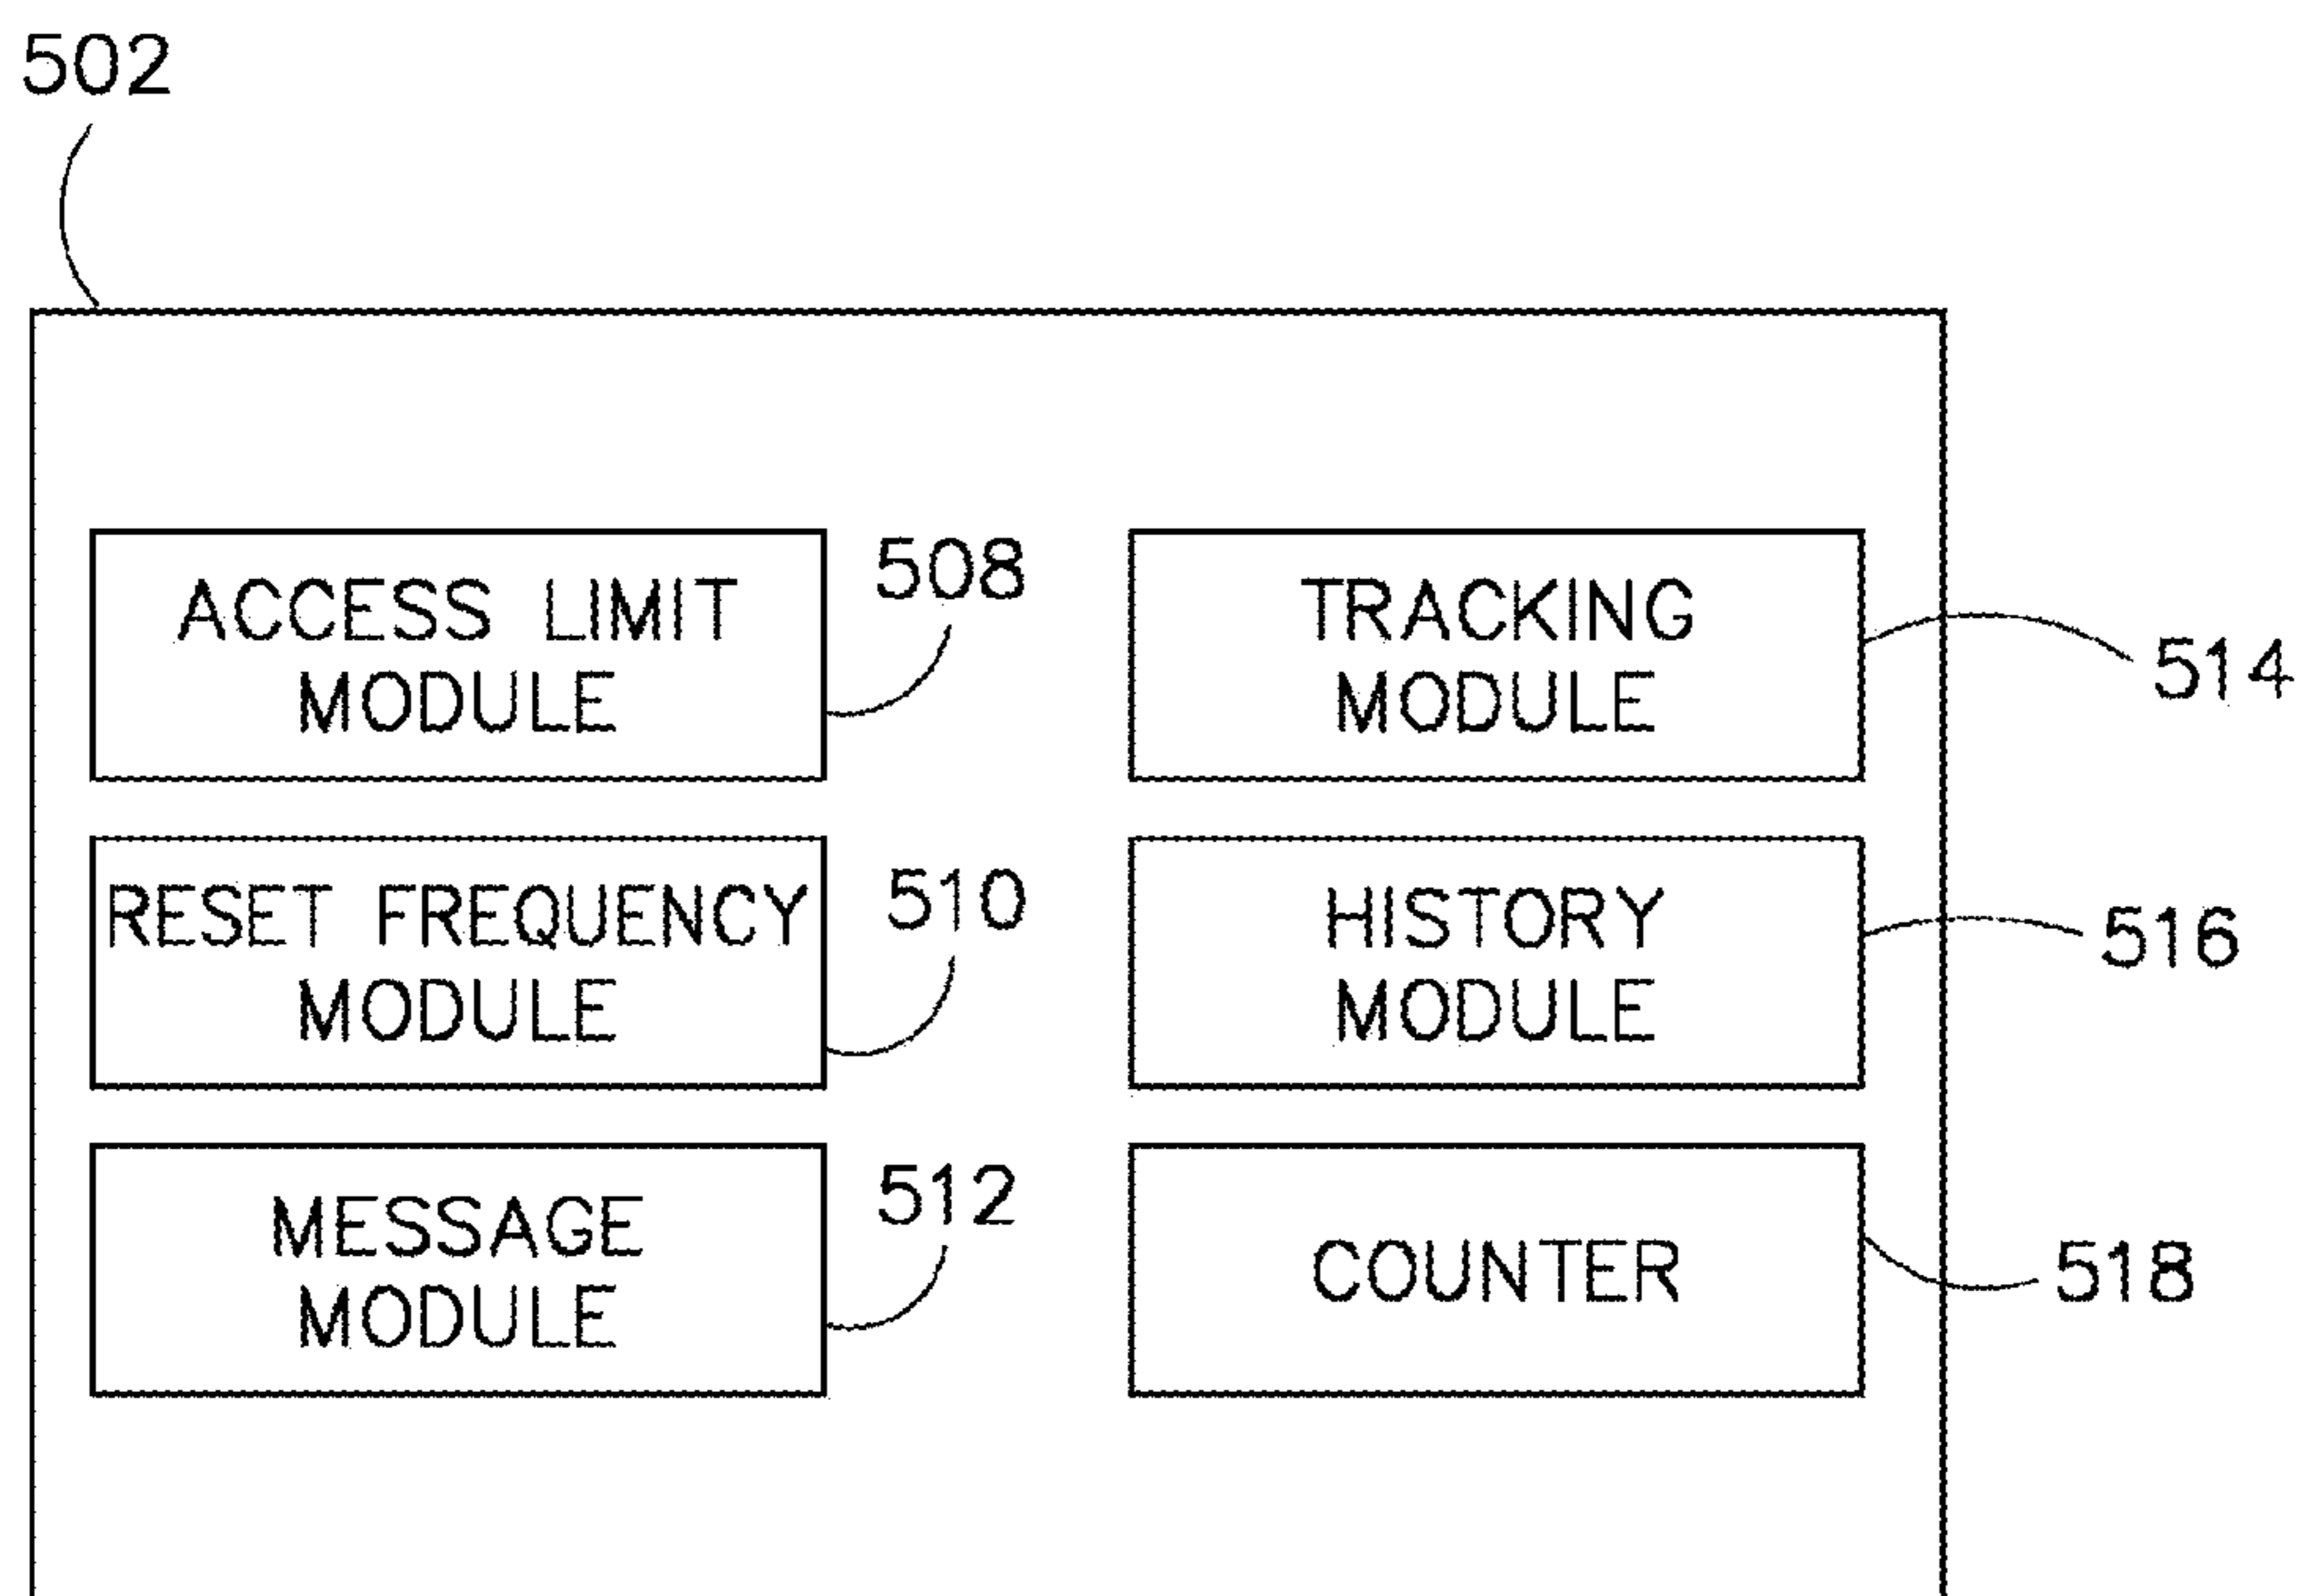 502
ACCESS LIMIT
MODULE
508
TRACKING
MODULE
514
RESET FREQUENCY
MODULE
510
HISTORY
MODULE
516
MESSAGE
MODULE
512
COUNTER
518